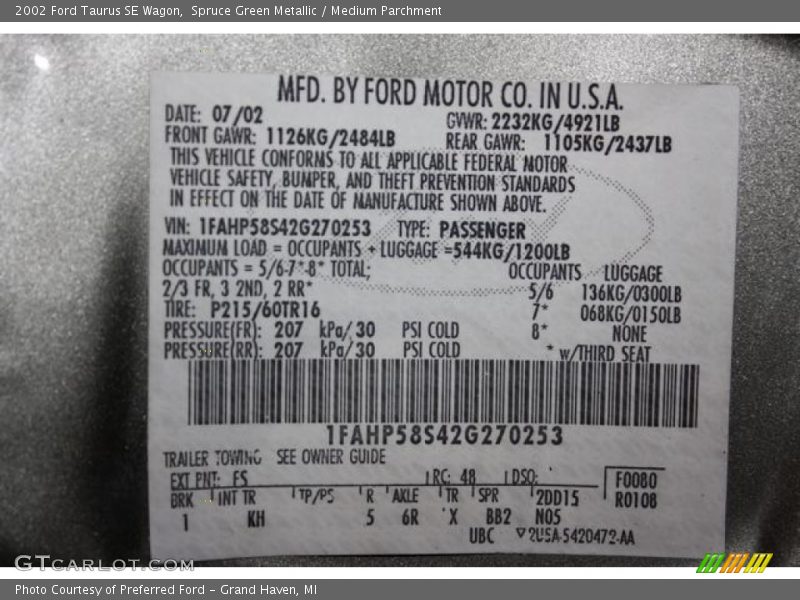 2002 Ford Taurus SE Wagon,  Spruce Green Metallic / Medium Parchment
MFD. BY FORD MOTOR CO. IN U.S.A.
DATE: 07/02 GVWR: 2232KG/4921LB
FRONT GAWR: 1126KG/2484LB REAR GAWR: 1105KG/2437LB
THIS VEHICLE CONFORMS TO ALL APPLICABLE FEDERAL MOTOR
VEHICLE SAFETY, BUMPER, AND THEFT PREVENTION STANDARDS
IN EFFECT ON THE DATE OF MANUFACTURE SHOWN ABOVE.
VIN: 1FAHP58S42G270253 TYPE: PASSENGER
MAXIMUM LOAD = OCCUPANTS + LUGGAGE =544KG/1200LB
OCCUPANTS = 5/6-7*-8* TOTAL; OCCUPANTS LUGGAGE
2/3 FR, 3 2ND, 2 RR* 5/6 136KG/0300LB
TIRE: P215/60TR16 7* 068KG/0150LB
PRESSURE(FR): 207 kPa/30 PSI COLD 8* NONE
PRESSURE(RR): 207 kPa/30 PSI COLD * w/THIRD SEAT
1FAHP58S42G270253
TRAILER TOWING SEE OWNER GUIDE
EXT PNT: FS RC: 48 DSO: F0080
BRK INT TR TP/PS R AXLE TR SPR 2DD15 R0108
1 KH 5 6R X BB2 N05
UBC ▽2USA-5420472-AA
GTCARLOT.COM
Photo Courtesy of Preferred Ford – Grand Haven, MI